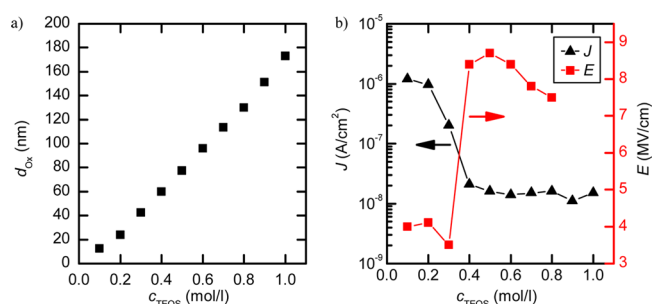 a)
200
180
160
140
120
100
80
60
40
20
0
d_Ox (nm)
0.0 0.2 0.4 0.6 0.8 1.0
c_TEOS (mol/l)
b)
10^-5
10^-6
10^-7
10^-8
10^-9
J (A/cm²)
J
E
9
8
7
6
5
4
3
E (MV/cm)
0.0 0.2 0.4 0.6 0.8 1.0
c_TEOS (mol/l)